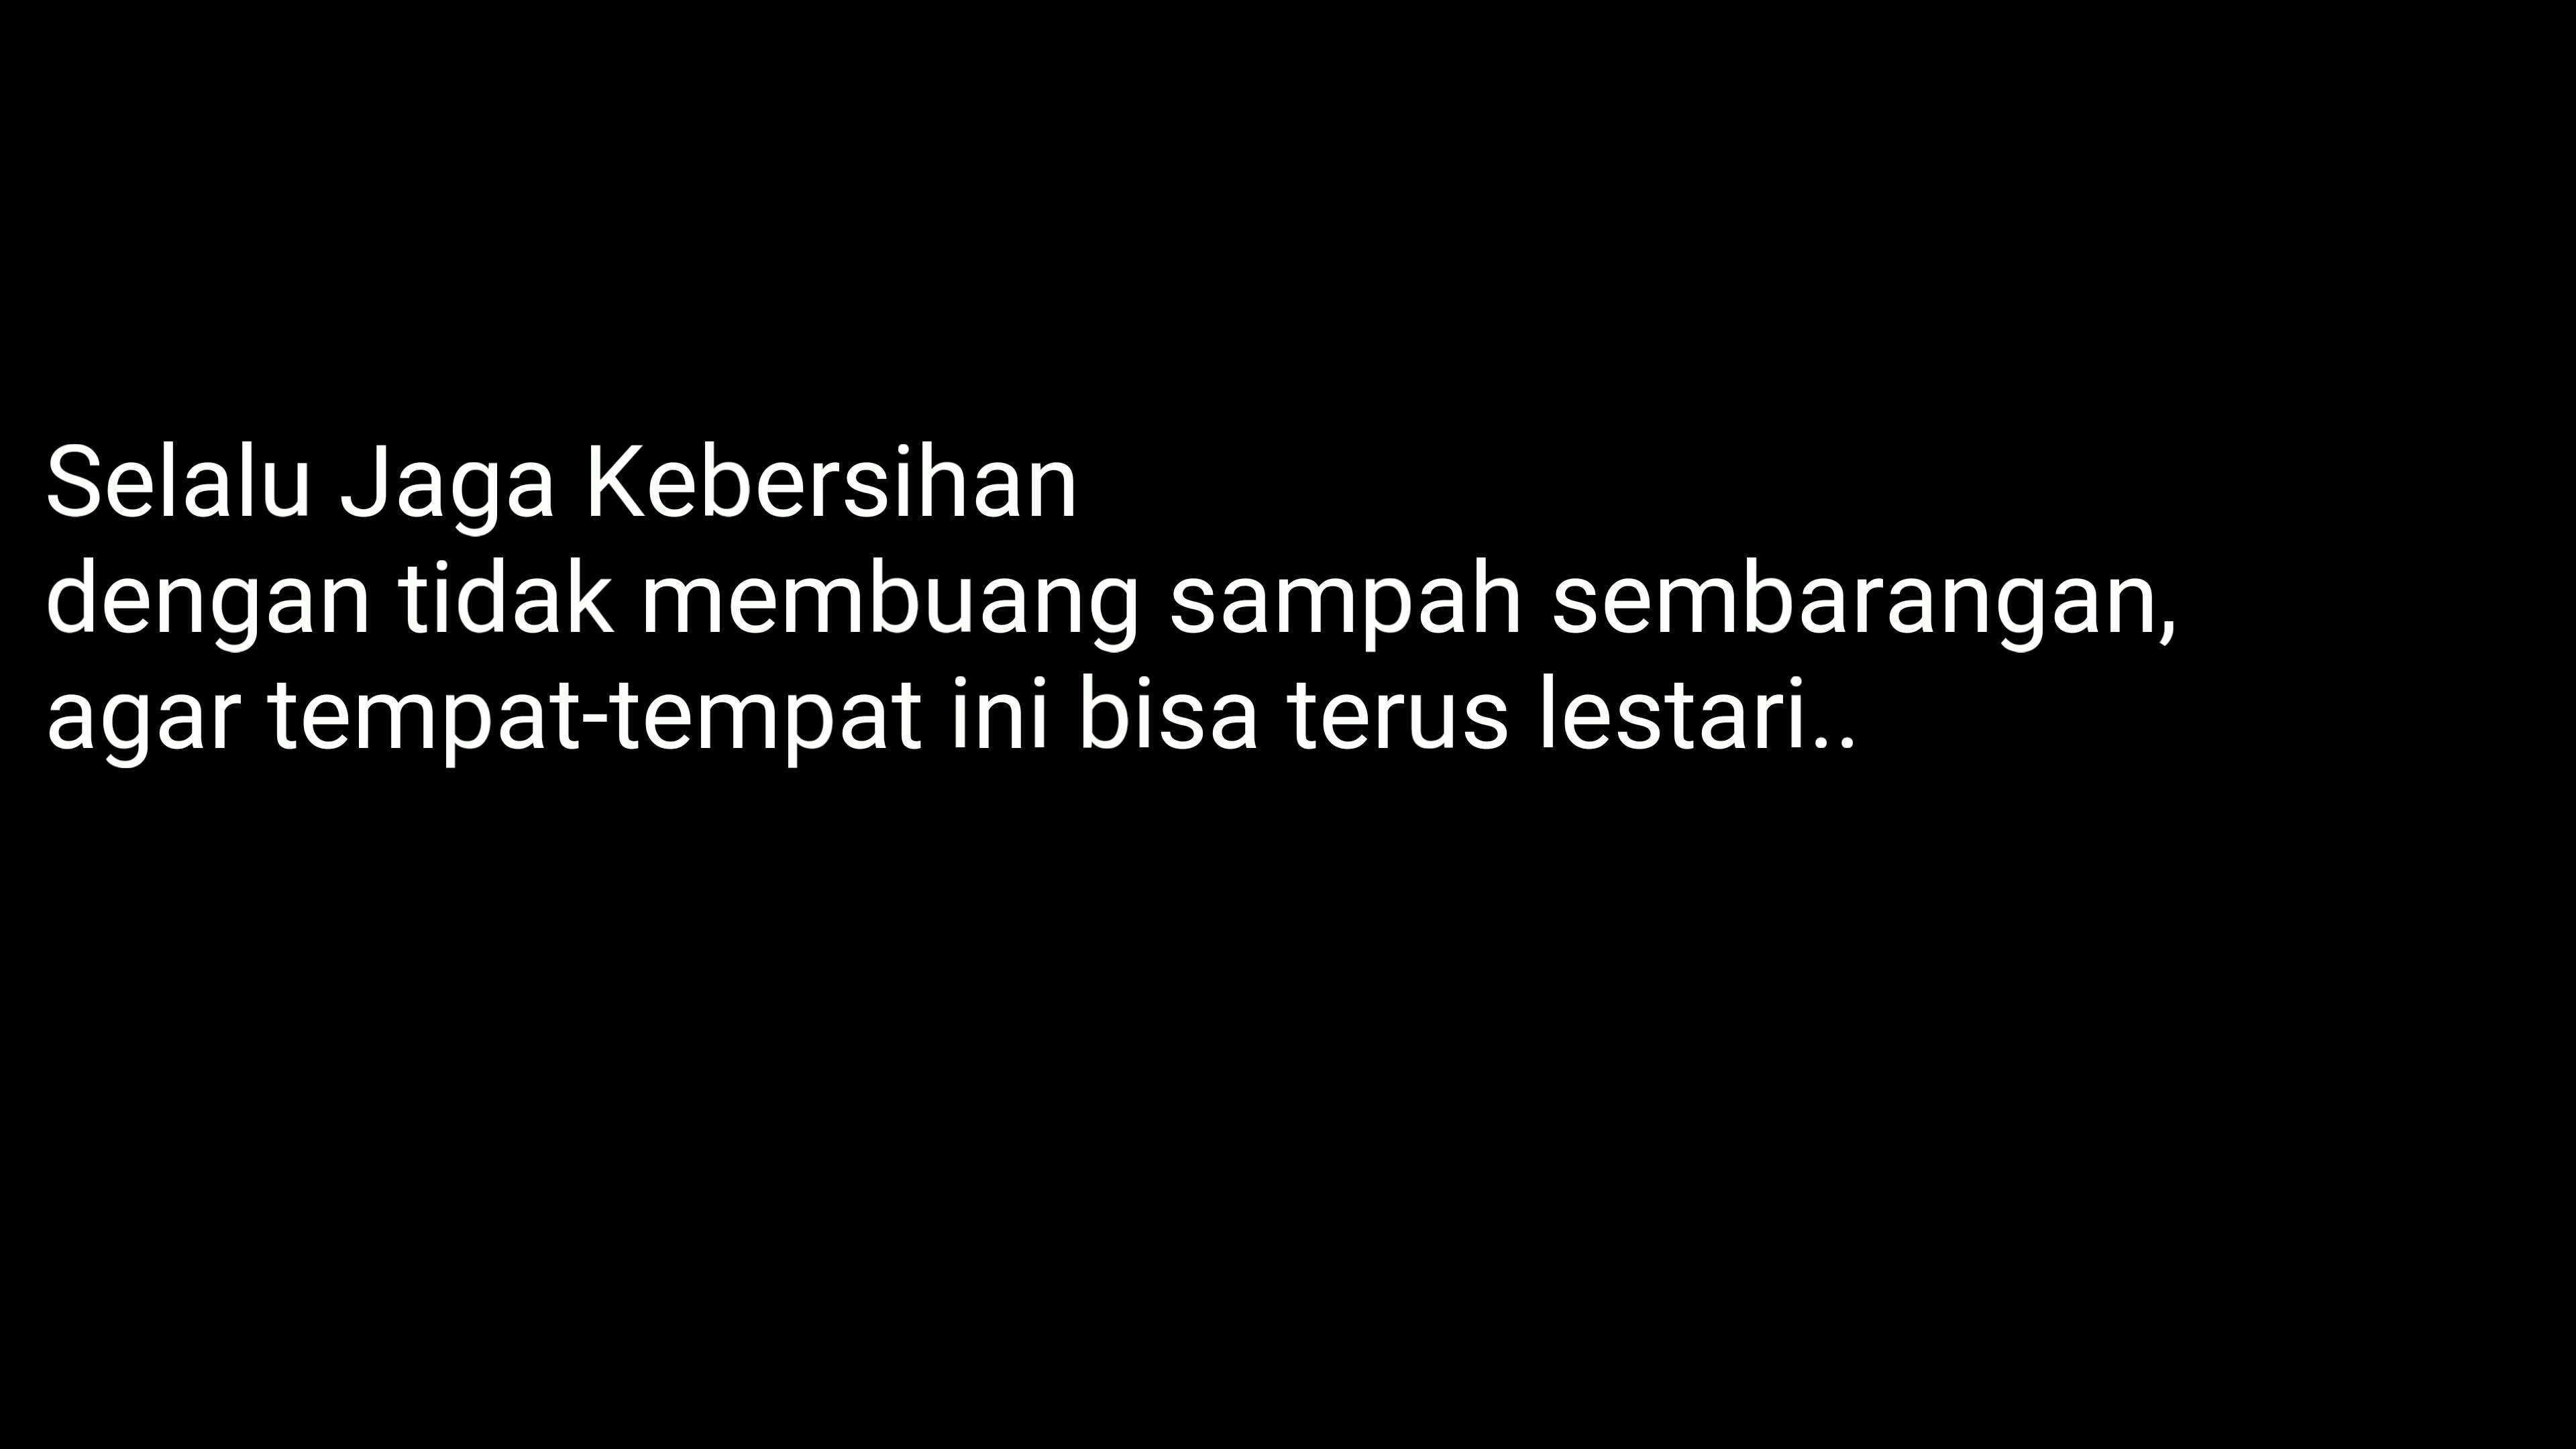 Selalu Jaga Kebersihan
dengan tidak membuang sampah sembarangan,
agar tempat-tempat ini bisa terus lestari..